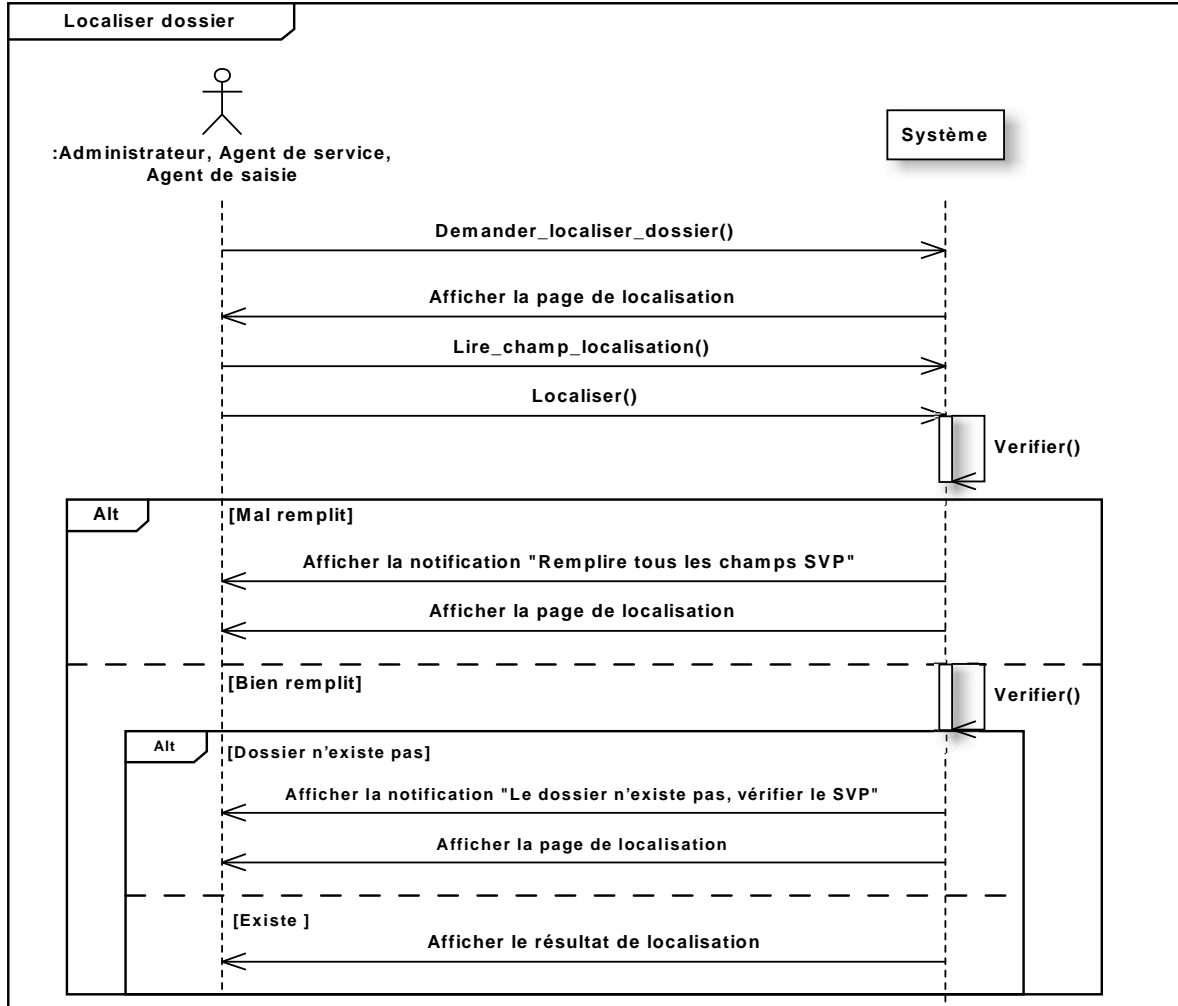 Localiser dossier
:Administrateur, Agent de service,
Agent de saisie
Système
Demander_localiser_dossier()
Afficher la page de localisation
Lire_champ_localisation()
Localiser()
Verifier()
Alt
[Mal remplit]
Afficher la notification "Remplire tous les champs SVP"
Afficher la page de localisation
[Bien remplit]
Verifier()
Alt
[Dossier n’existe pas]
Afficher la notification "Le dossier n’existe pas, vérifier le SVP"
Afficher la page de localisation
[Existe ]
Afficher le résultat de localisation